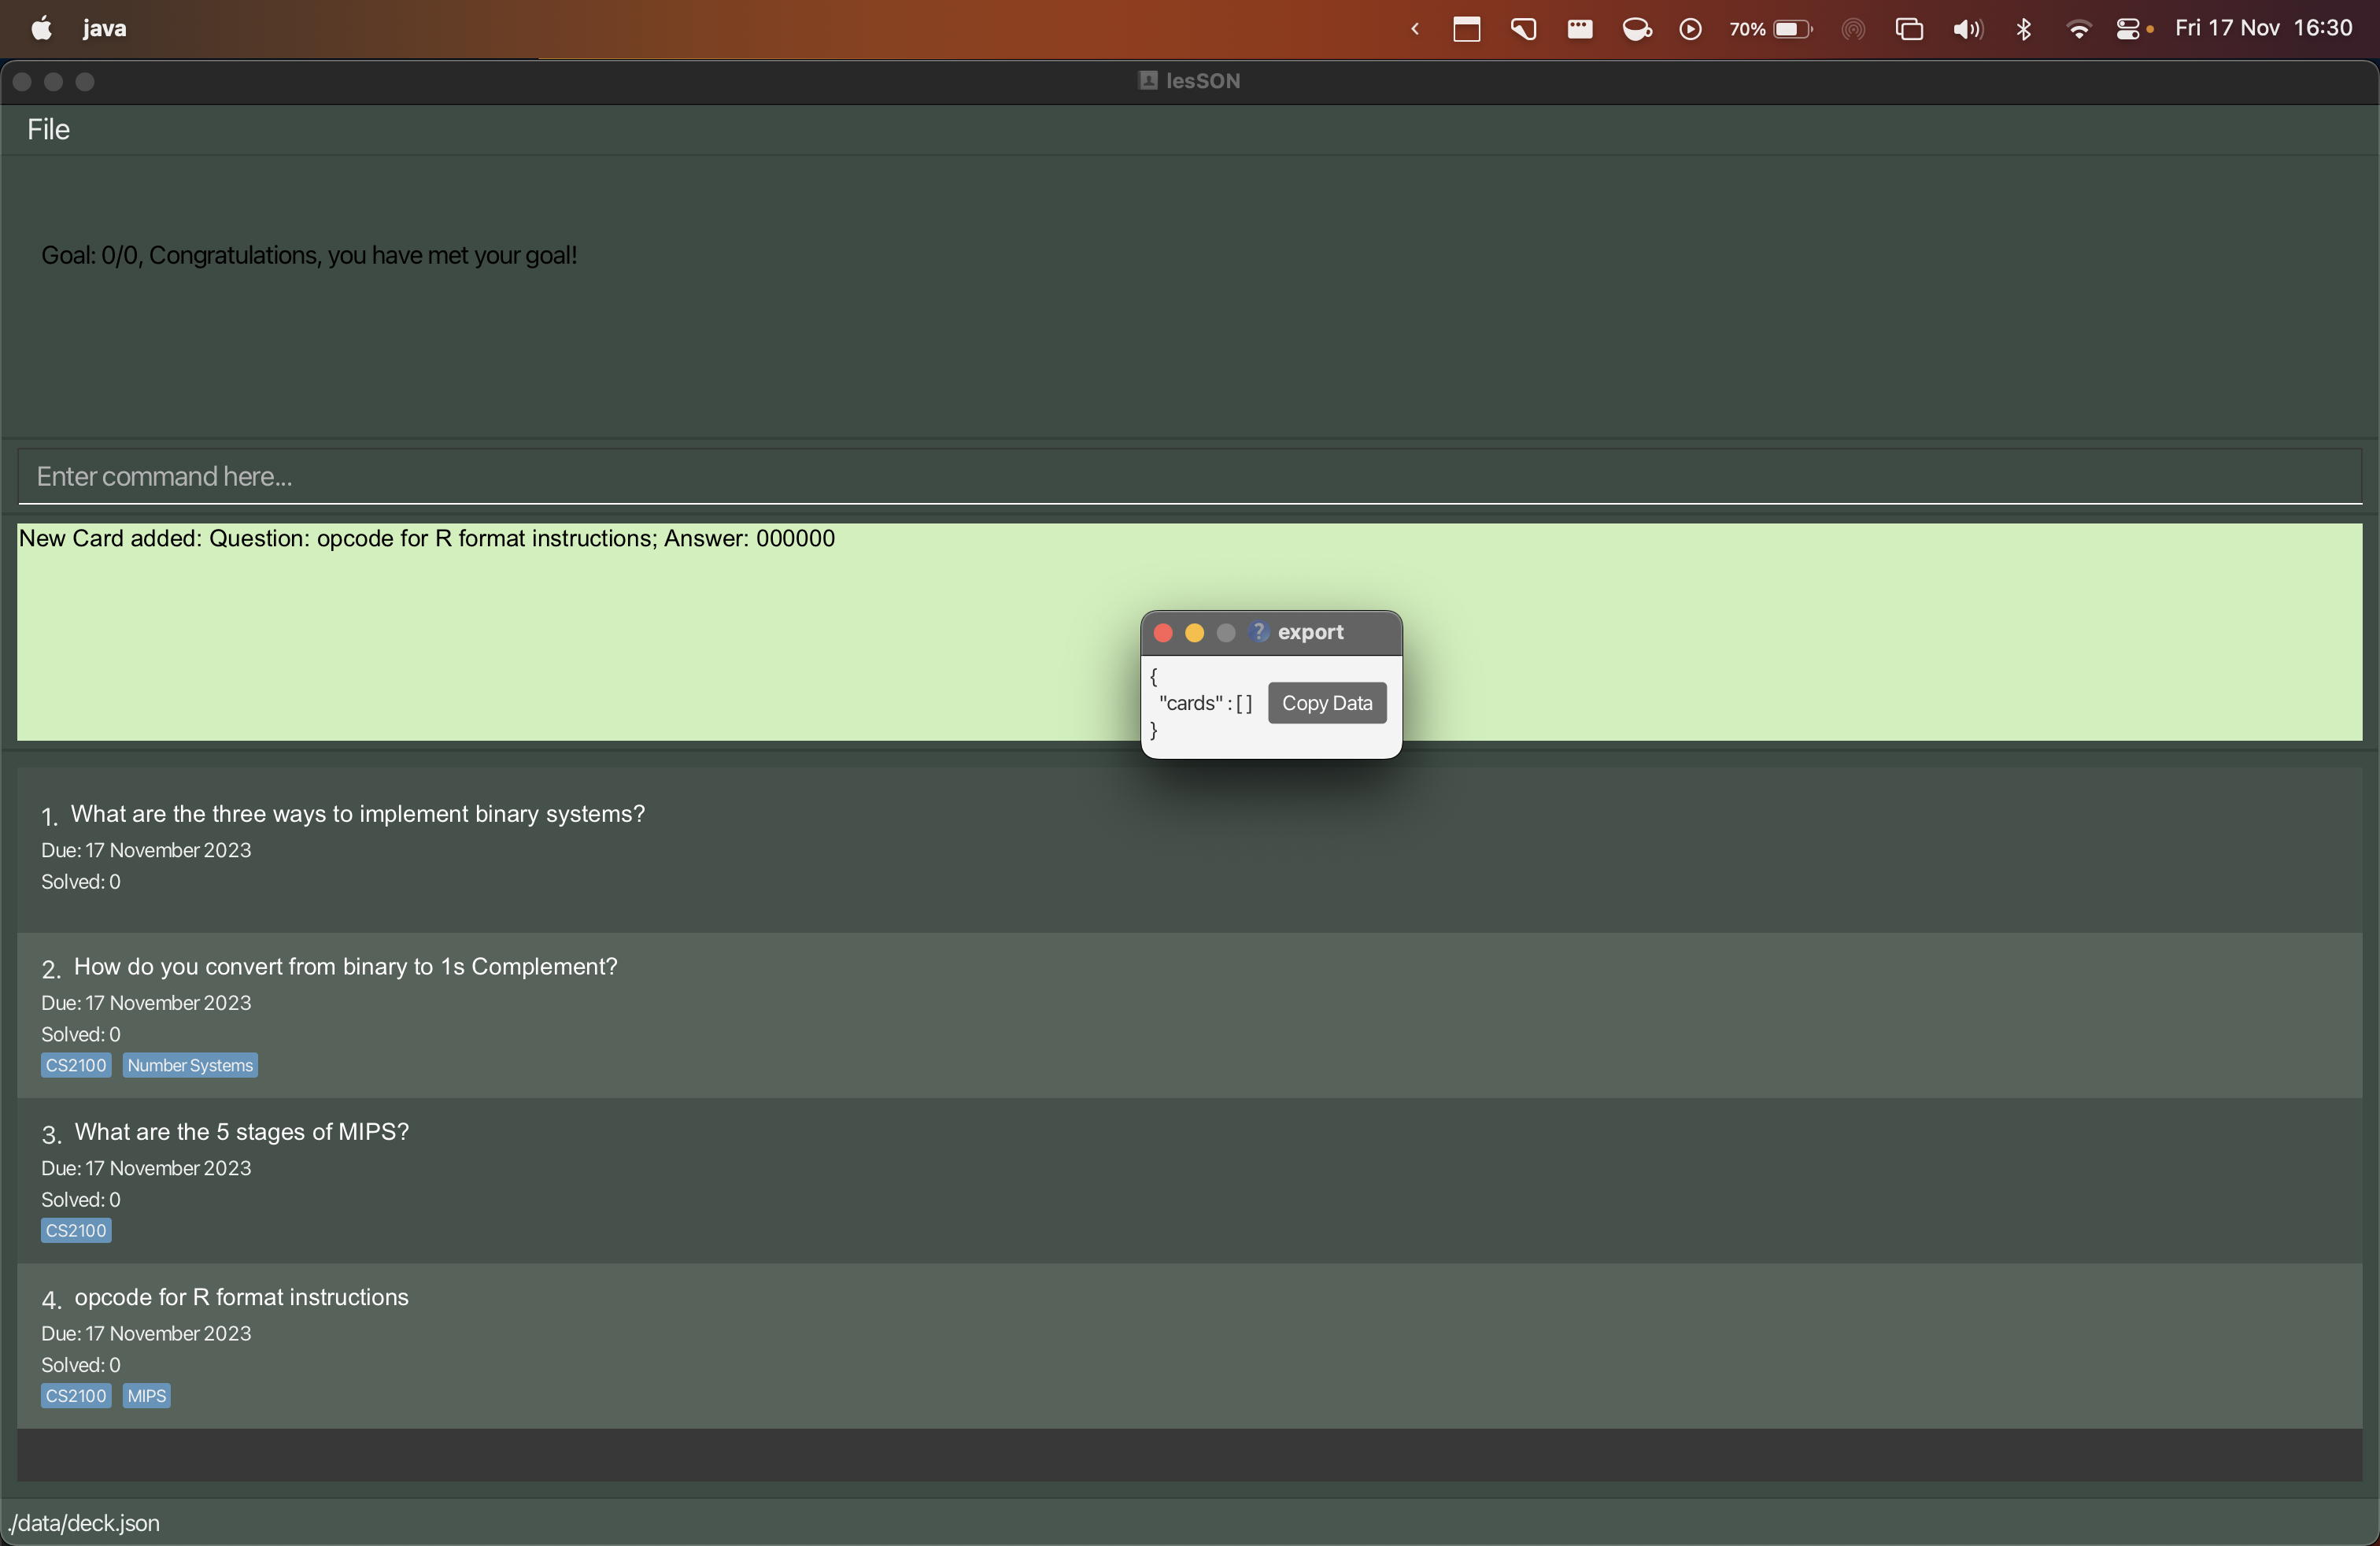 java
70%
Fri 17 Nov 16:30
lesSON
File
Goal: 0/0, Congratulations, you have met your goal!
Enter command here...
New Card added: Question: opcode for R format instructions; Answer: 000000
? export
{
"cards" : [ ]
}
Copy Data
1. What are the three ways to implement binary systems?
Due: 17 November 2023
Solved: 0
2. How do you convert from binary to 1s Complement?
Due: 17 November 2023
Solved: 0
CS2100 Number Systems
3. What are the 5 stages of MIPS?
Due: 17 November 2023
Solved: 0
CS2100
4. opcode for R format instructions
Due: 17 November 2023
Solved: 0
CS2100 MIPS
./data/deck.json